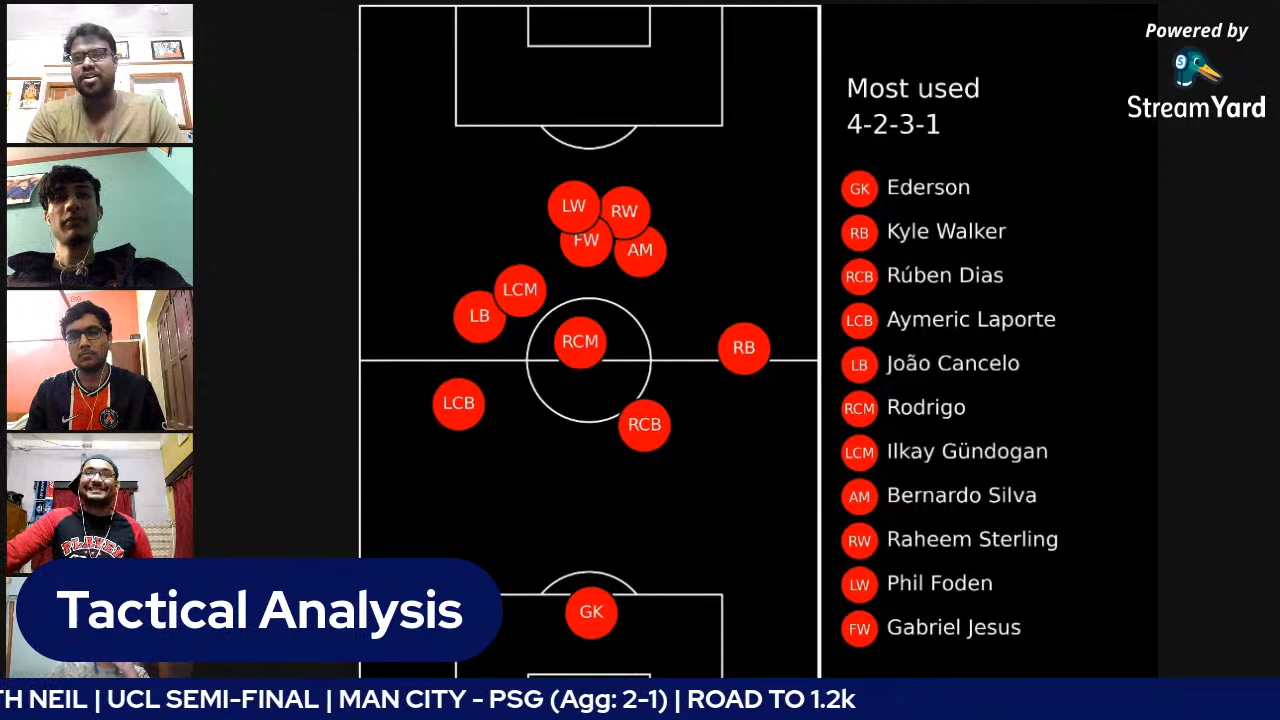 Powered by
StreamYard
Most used
4-2-3-1
GK Ederson
RB Kyle Walker
RCB Rúben Dias
LCB Aymeric Laporte
LB João Cancelo
RCM Rodrigo
LCM Ilkay Gündogan
AM Bernardo Silva
RW Raheem Sterling
LW Phil Foden
FW Gabriel Jesus
LW RW
FW AM
LCM
LB
RCM RB
LCB
RCB
GK
Tactical Analysis
TH NEIL | UCL SEMI-FINAL | MAN CITY - PSG (Agg: 2-1) | ROAD TO 1.2k